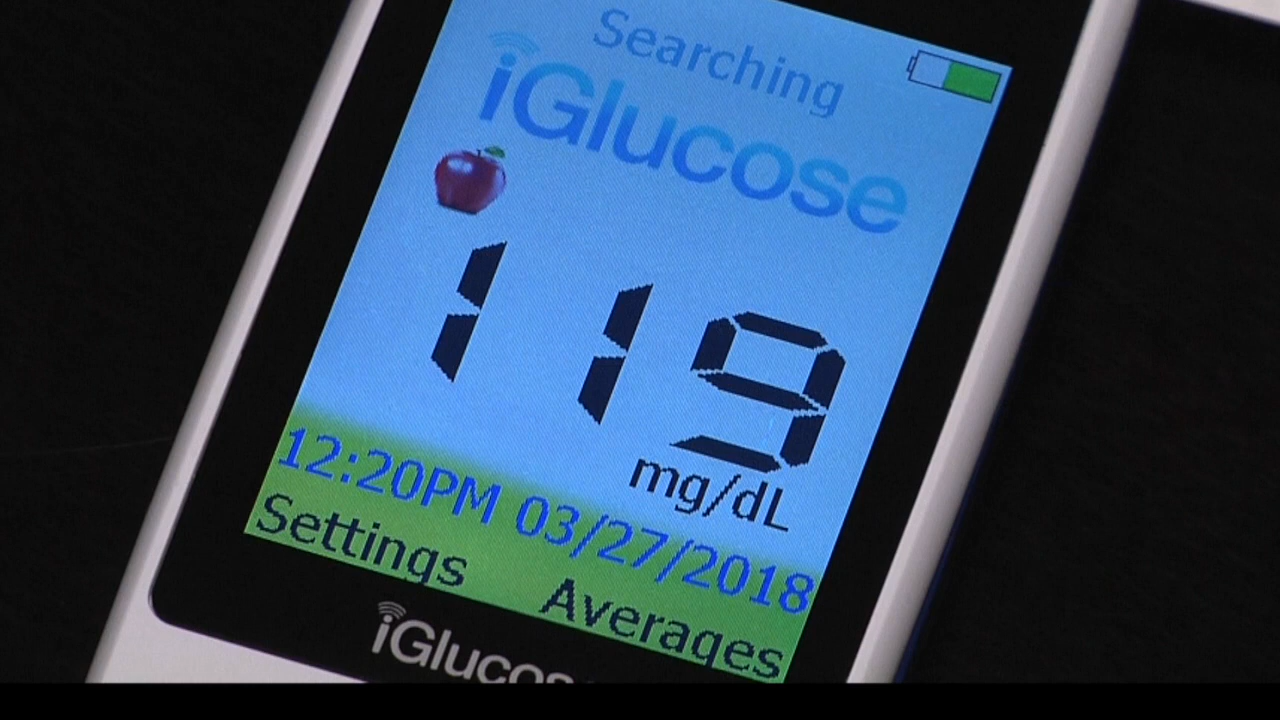 Searching
iGlucose
119
mg/dL
12:20PM 03/27/2018
Settings Averages
iGlucose